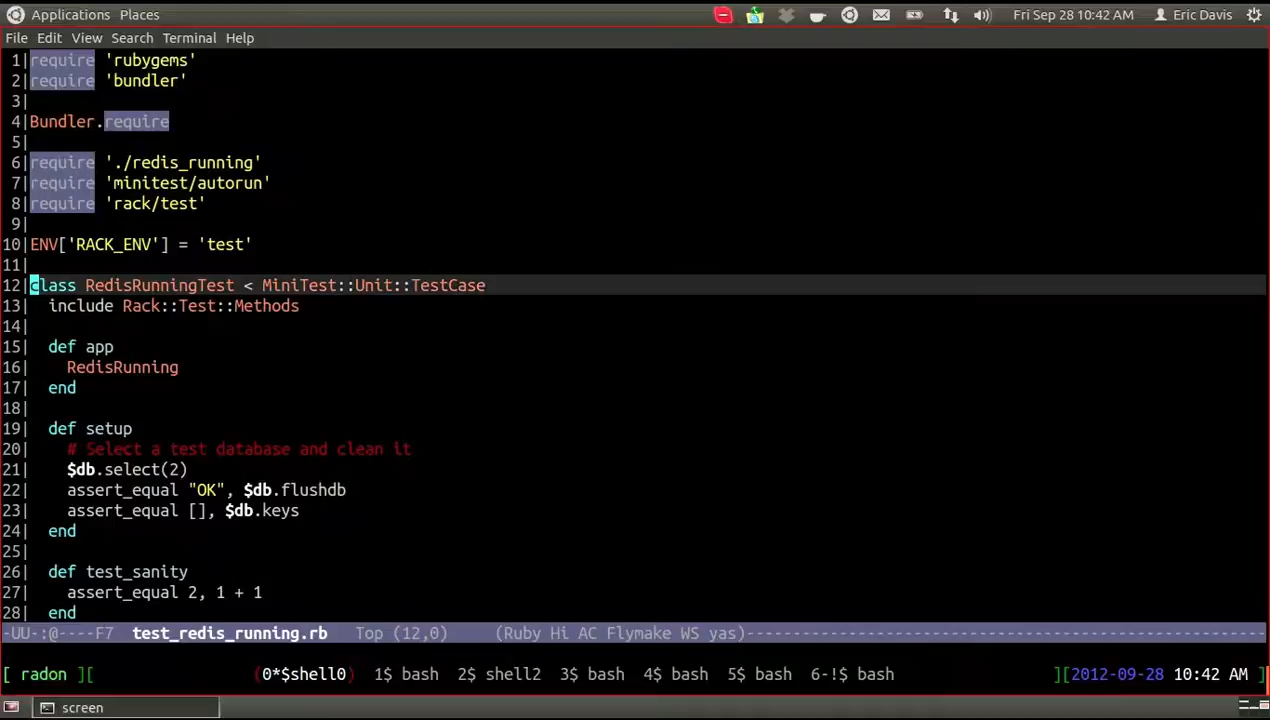 Applications Places Fri Sep 28 10:42 AM Eric Davis
File Edit View Search Terminal Help
1|require 'rubygems'
2|require 'bundler'
3|
4|Bundler.require
5|
6|require './redis_running'
7|require 'minitest/autorun'
8|require 'rack/test'
9|
10|ENV['RACK_ENV'] = 'test'
11|
12|class RedisRunningTest < MiniTest::Unit::TestCase
13|  include Rack::Test::Methods
14|
15|  def app
16|    RedisRunning
17|  end
18|
19|  def setup
20|    # Select a test database and clean it
21|    $db.select(2)
22|    assert_equal "OK", $db.flushdb
23|    assert_equal [], $db.keys
24|  end
25|
26|  def test_sanity
27|    assert_equal 2, 1 + 1
28|  end
-UU-:@----F7  test_redis_running.rb   Top (12,0)     (Ruby Hi AC Flymake WS yas)---------------------------------------------------------
[ radon ][ (0*$shell0)  1$ bash  2$ shell2  3$ bash  4$ bash  5$ bash  6-!$ bash ][2012-09-28 10:42 AM ]
screen